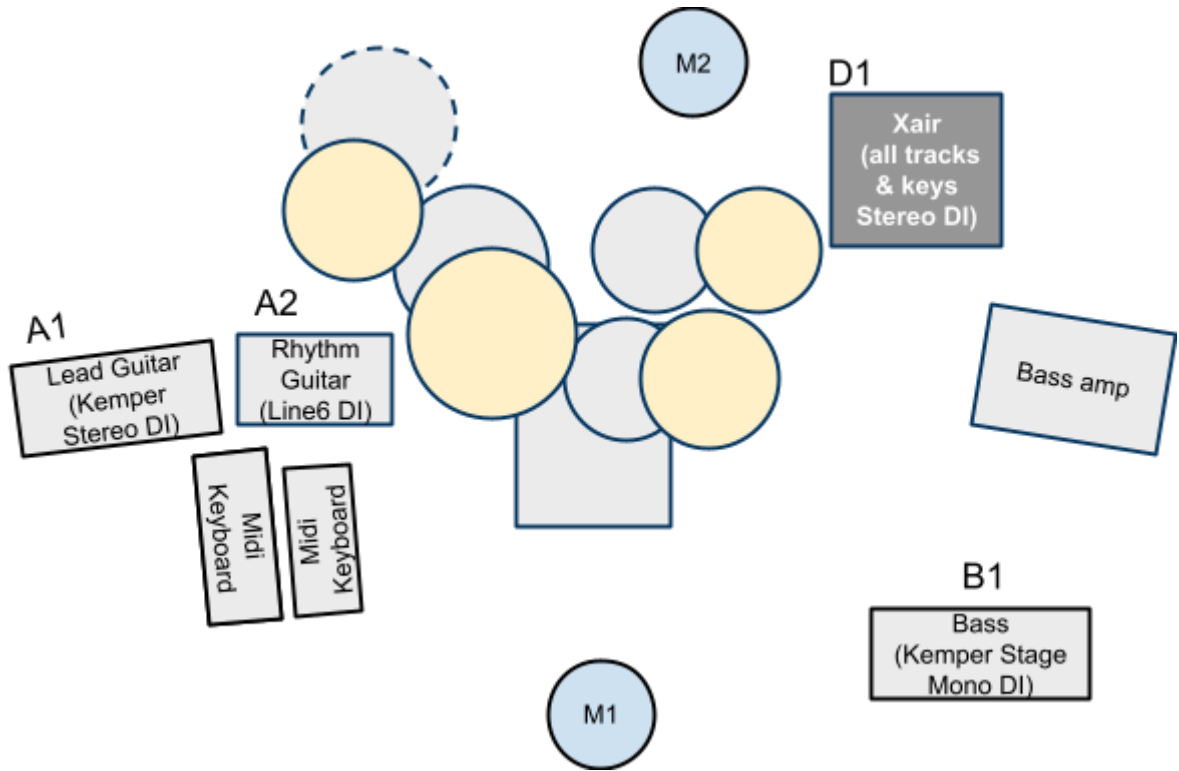 M2
D1
Xair
(all tracks
& keys
Stereo DI)
A2
A1
Rhythm
Guitar
(Line6 DI)
Lead Guitar
(Kemper
Stereo DI)
Bass amp
Midi
Keyboard
Midi
Keyboard
B1
Bass
(Kemper Stage
Mono DI)
M1